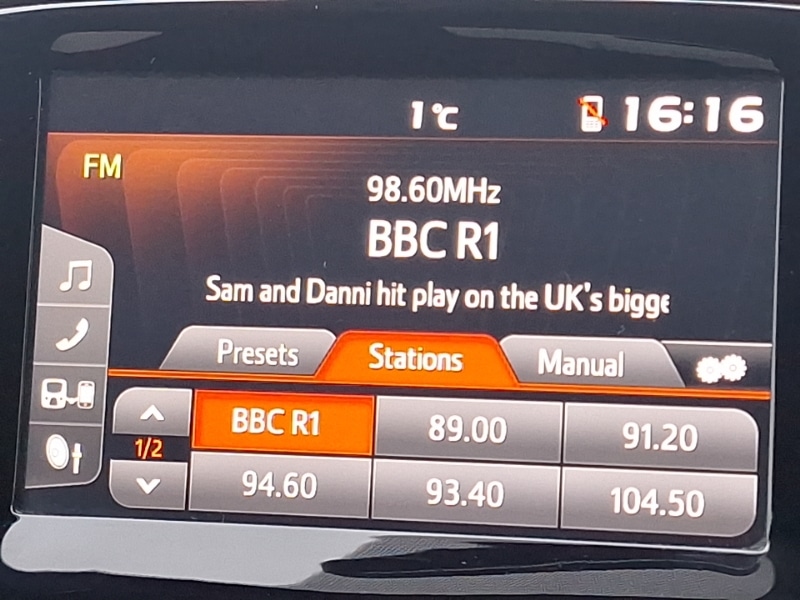 1°C 16:16
FM
98.60MHz
BBC R1
Sam and Danni hit play on the UK's bigge
Presets Stations Manual
BBC R1 89.00 91.20
1/2
94.60 93.40 104.50